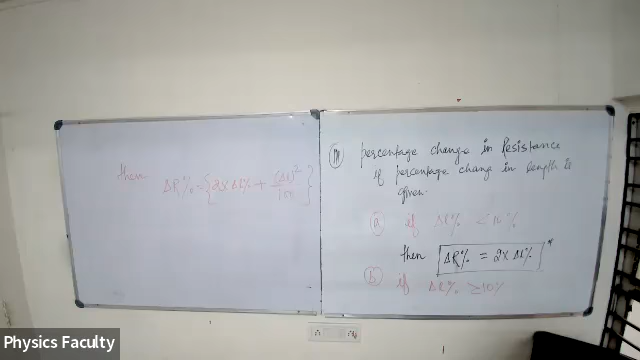 then ΔR% = {2×Δl% + (Δl)²/100}
(III) percentage change in Resistance
if percentage change in length is
given.
(a) if Δl% < 10%
then ΔR% = 2×Δl% *
(b) if Δl% ≥10%
Physics Faculty